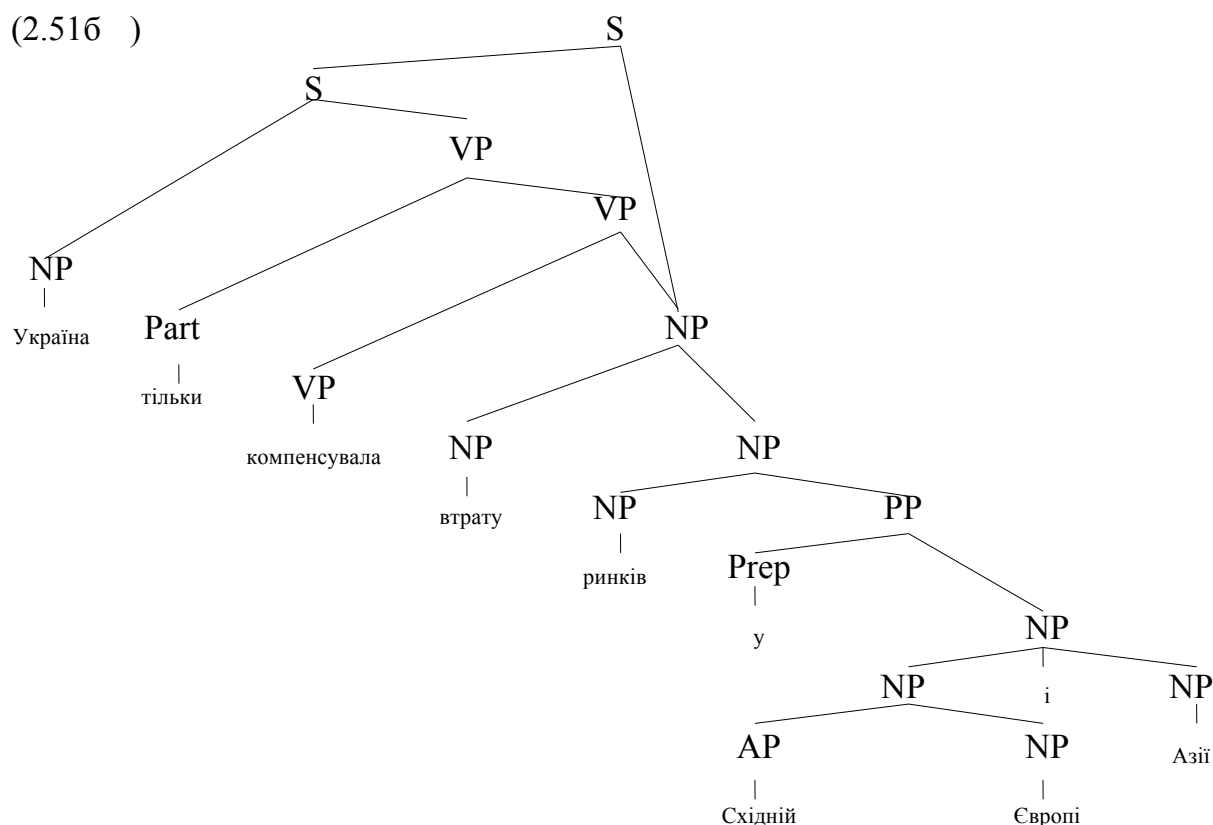 (2.51б )
S
S
VP
VP
NP
Україна
Part
NP
тільки
VP
компенсувала
NP
NP
втрату
NP
PP
ринків
Prep
у
NP
NP
і
NP
AP
NP
Азії
Східній
Європі